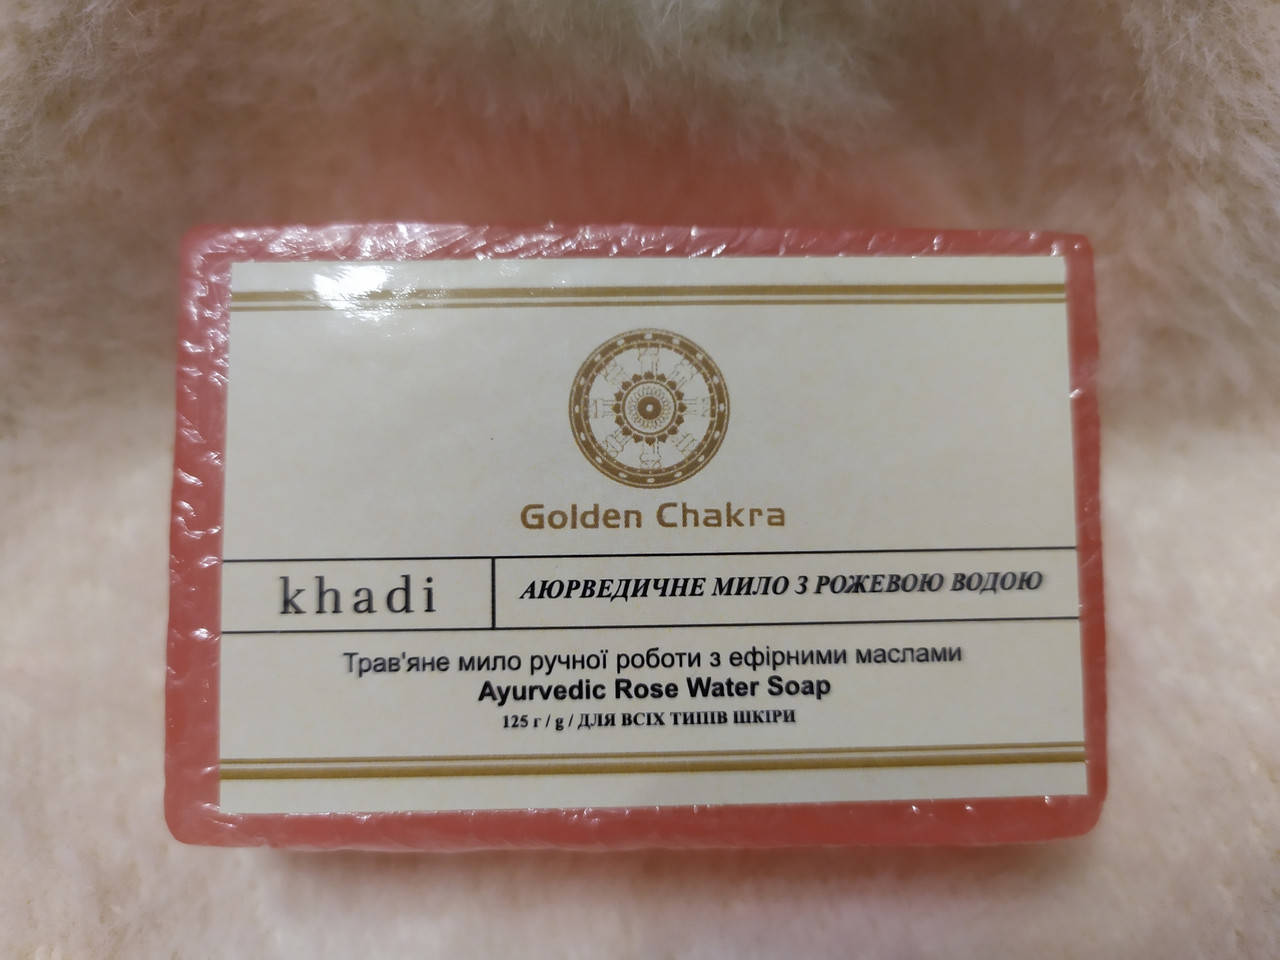 Golden Chakra
khadi
АЮРВЕДИЧНЕ МИЛО З РОЖЕВОЮ ВОДОЮ
Трав'яне мило ручної роботи з ефірними маслами
Ayurvedic Rose Water Soap
125 г / g / ДЛЯ ВСІХ ТИПІВ ШКІРИ